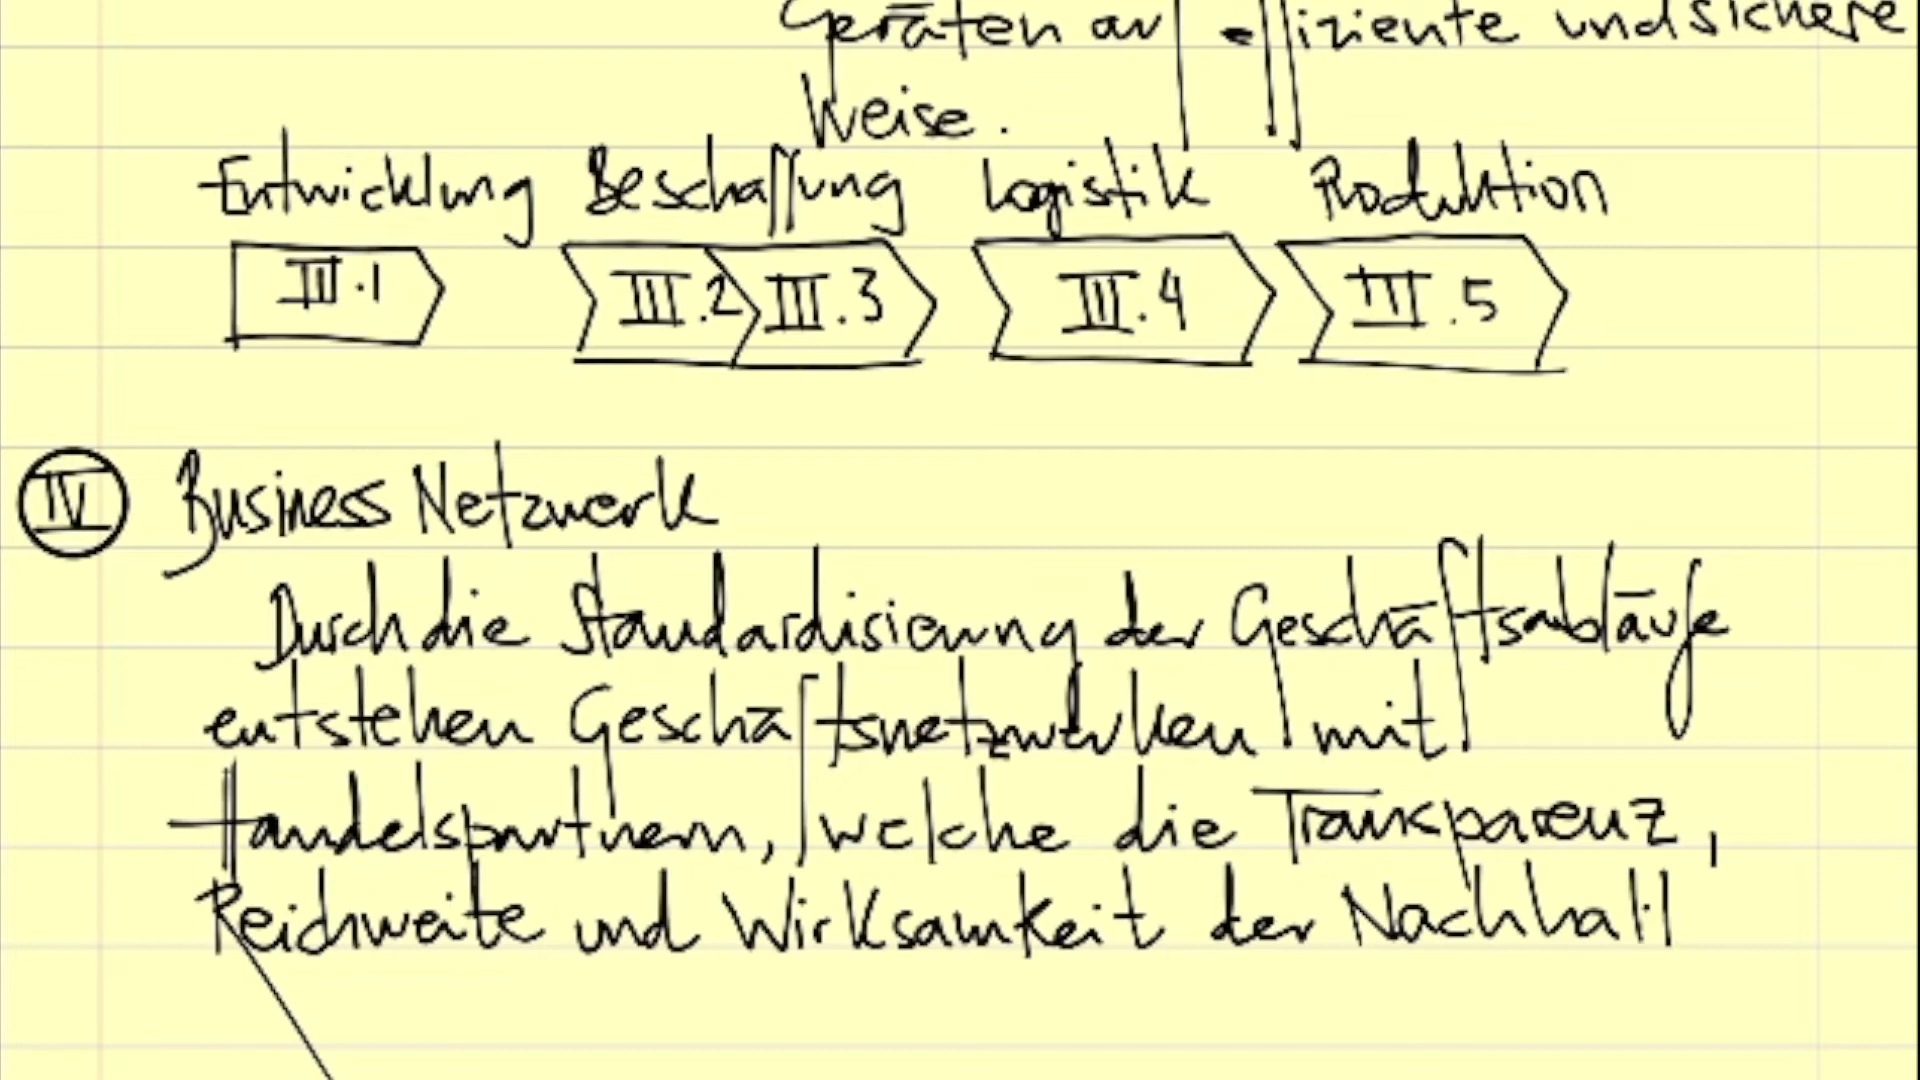 Geräten auf effiziente und sichere
Weise.
Entwicklung Beschaffung Logistik Produktion
III.1 III.2 III.3 III.4 III.5
IV Business Netzwerk
Durch die Standardisierung der Geschäftsabläufe
entstehen Geschäftsnetzwerken mit
Handelspartnern, welche die Transparenz,
Reichweite und Wirksamkeit der Nachhalt